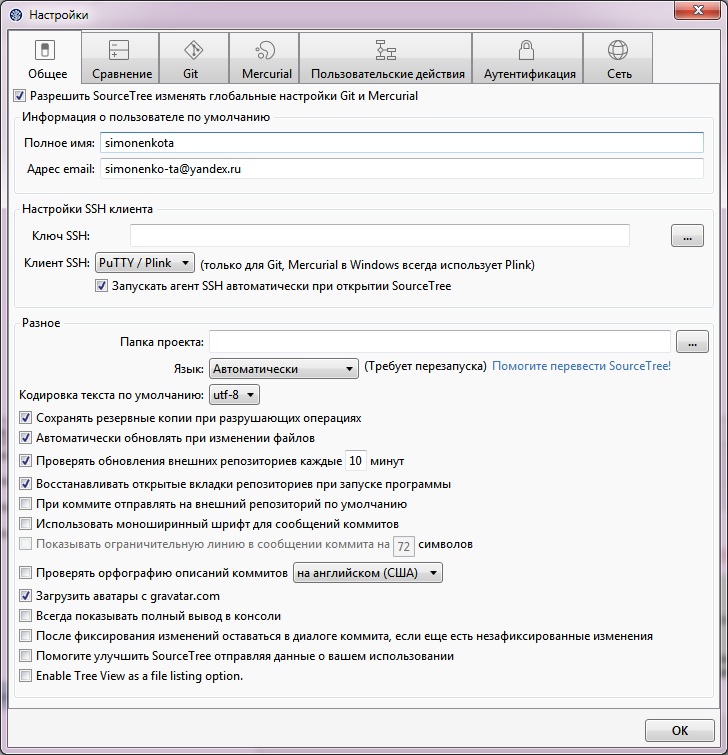 Настройки
Общее Сравнение Git Mercurial Пользовательские действия Аутентификация Сеть
Разрешить SourceTree изменять глобальные настройки Git и Mercurial
Информация о пользователе по умолчанию
Полное имя: simonenkota
Адрес email: simonenko-ta@yandex.ru
Настройки SSH клиента
Ключ SSH: ...
Клиент SSH: PuTTY / Plink (только для Git, Mercurial в Windows всегда использует Plink)
Запускать агент SSH автоматически при открытии SourceTree
Разное
Папка проекта: ...
Язык: Автоматически (Требует перезапуска) Помогите перевести SourceTree!
Кодировка текста по умолчанию: utf-8
Сохранять резервные копии при разрушающих операциях
Автоматически обновлять при изменении файлов
Проверять обновления внешних репозиториев каждые 10 минут
Восстанавливать открытые вкладки репозиториев при запуске программы
При коммите отправлять на внешний репозиторий по умолчанию
Использовать моноширинный шрифт для сообщений коммитов
Показывать ограничительную линию в сообщении коммита на 72 символов
Проверять орфографию описаний коммитов на английском (США)
Загрузить аватары с gravatar.com
Всегда показывать полный вывод в консоли
После фиксирования изменений оставаться в диалоге коммита, если еще есть незафиксированные изменения
Помогите улучшить SourceTree отправляя данные о вашем использовании
Enable Tree View as a file listing option.
OK